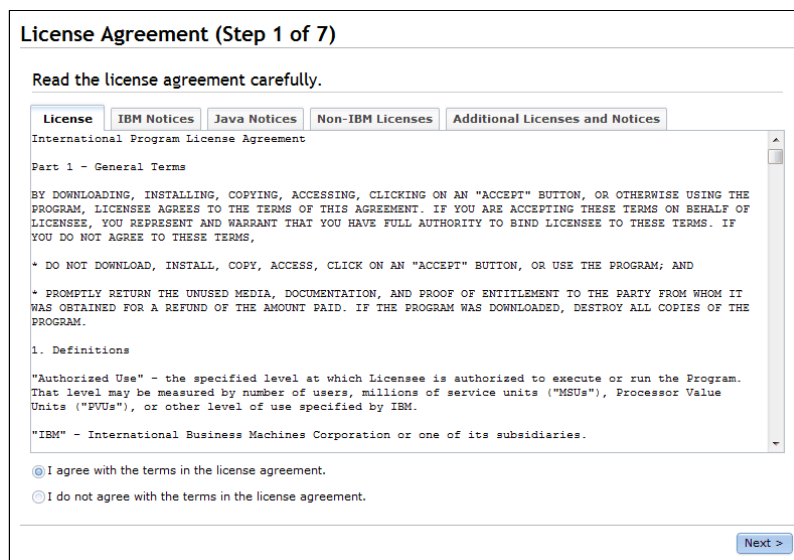 License Agreement (Step 1 of 7)
Read the license agreement carefully.
License IBM Notices Java Notices Non-IBM Licenses Additional Licenses and Notices
International Program License Agreement
Part 1 - General Terms
BY DOWNLOADING, INSTALLING, COPYING, ACCESSING, CLICKING ON AN "ACCEPT" BUTTON, OR OTHERWISE USING THE
PROGRAM, LICENSEE AGREES TO THE TERMS OF THIS AGREEMENT. IF YOU ARE ACCEPTING THESE TERMS ON BEHALF OF
LICENSEE, YOU REPRESENT AND WARRANT THAT YOU HAVE FULL AUTHORITY TO BIND LICENSEE TO THESE TERMS. IF
YOU DO NOT AGREE TO THESE TERMS,
* DO NOT DOWNLOAD, INSTALL, COPY, ACCESS, CLICK ON AN "ACCEPT" BUTTON, OR USE THE PROGRAM; AND
* PROMPTLY RETURN THE UNUSED MEDIA, DOCUMENTATION, AND PROOF OF ENTITLEMENT TO THE PARTY FROM WHOM IT
WAS OBTAINED FOR A REFUND OF THE AMOUNT PAID. IF THE PROGRAM WAS DOWNLOADED, DESTROY ALL COPIES OF THE
PROGRAM.
1. Definitions
"Authorized Use" - the specified level at which Licensee is authorized to execute or run the Program.
That level may be measured by number of users, millions of service units ("MSUs"), Processor Value
Units ("PVUs"), or other level of use specified by IBM.
"IBM" - International Business Machines Corporation or one of its subsidiaries.
I agree with the terms in the license agreement.
I do not agree with the terms in the license agreement.
Next >